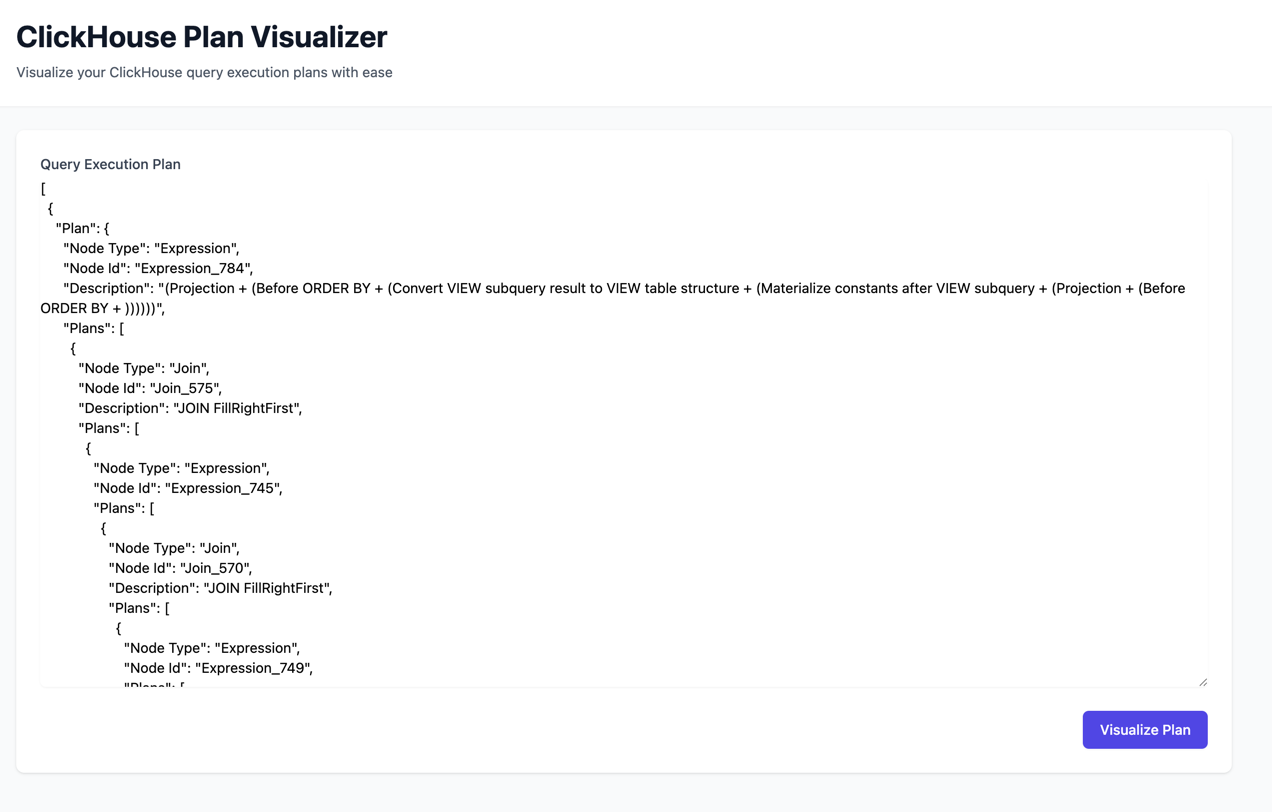 ClickHouse Plan Visualizer
Visualize your ClickHouse query execution plans with ease
Query Execution Plan
[
{
"Plan": {
"Node Type": "Expression",
"Node Id": "Expression_784",
"Description": "(Projection + (Before ORDER BY + (Convert VIEW subquery result to VIEW table structure + (Materialize constants after VIEW subquery + (Projection + (Before
ORDER BY + ))))))",
"Plans": [
{
"Node Type": "Join",
"Node Id": "Join_575",
"Description": "JOIN FillRightFirst",
"Plans": [
{
"Node Type": "Expression",
"Node Id": "Expression_745",
"Plans": [
{
"Node Type": "Join",
"Node Id": "Join_570",
"Description": "JOIN FillRightFirst",
"Plans": [
{
"Node Type": "Expression",
"Node Id": "Expression_749",
"Plans": [
Visualize Plan